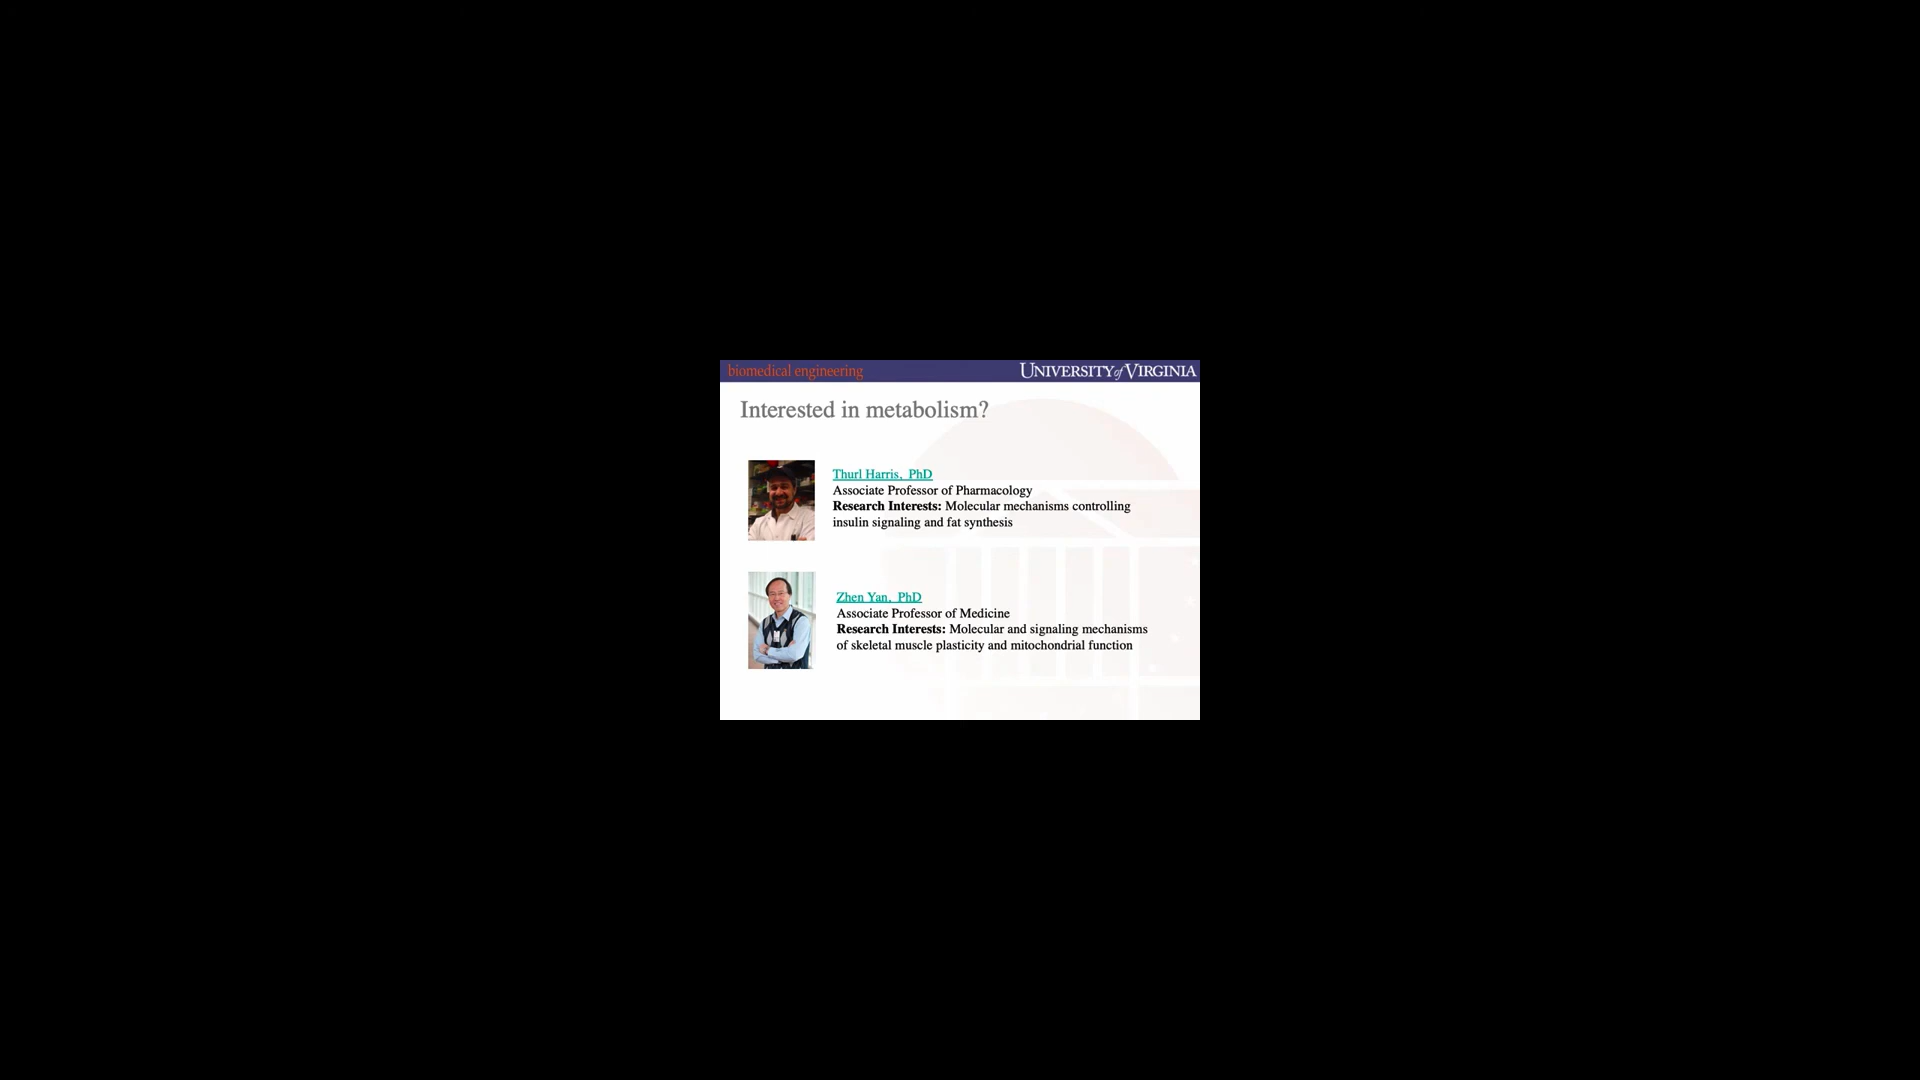 biomedical engineering
UNIVERSITY of VIRGINIA
Interested in metabolism?
Thurl Harris, PhD
Associate Professor of Pharmacology
Research Interests: Molecular mechanisms controlling
insulin signaling and fat synthesis
Zhen Yan, PhD
Associate Professor of Medicine
Research Interests: Molecular and signaling mechanisms
of skeletal muscle plasticity and mitochondrial function